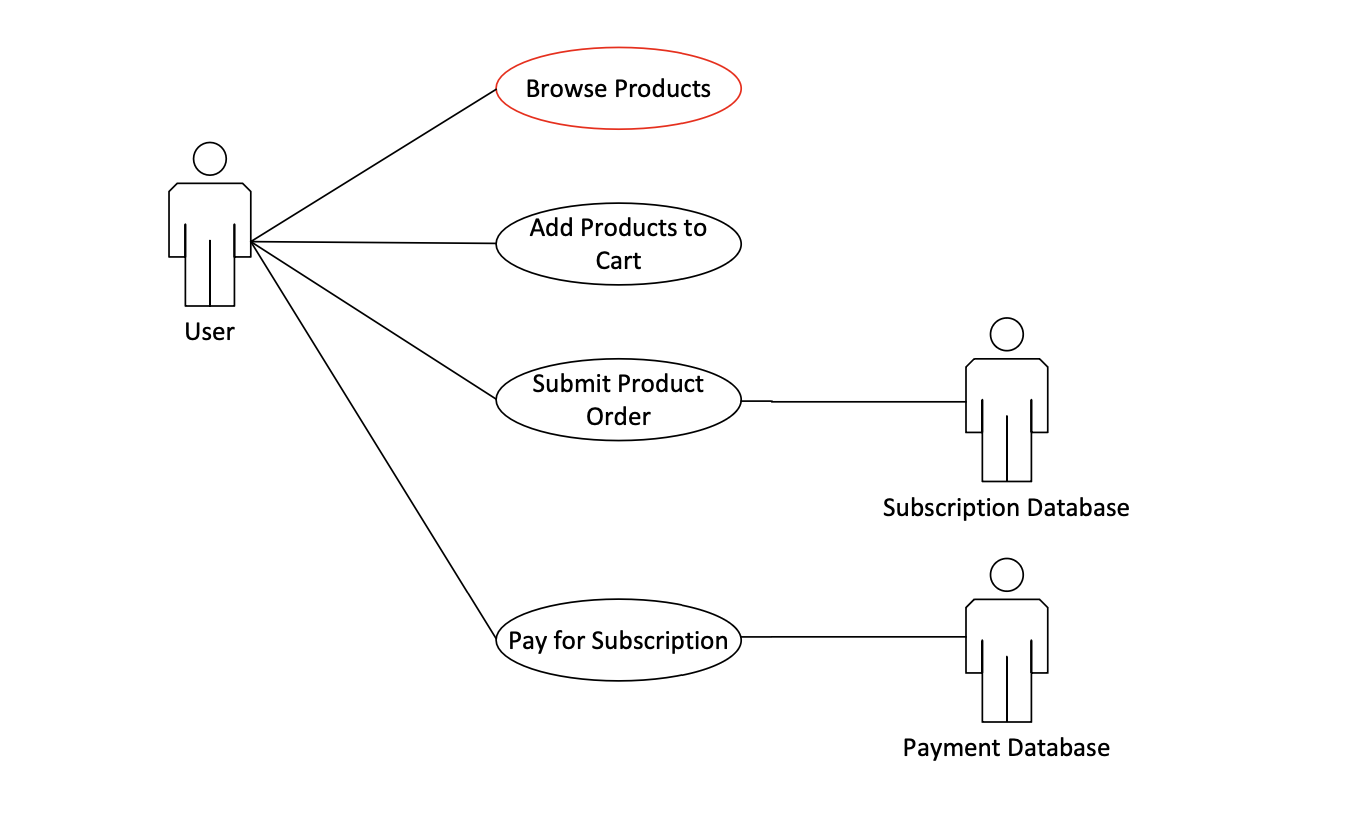 Browse Products
Add Products to
Cart
User
Submit Product
Order
Subscription Database
Pay for Subscription
Payment Database